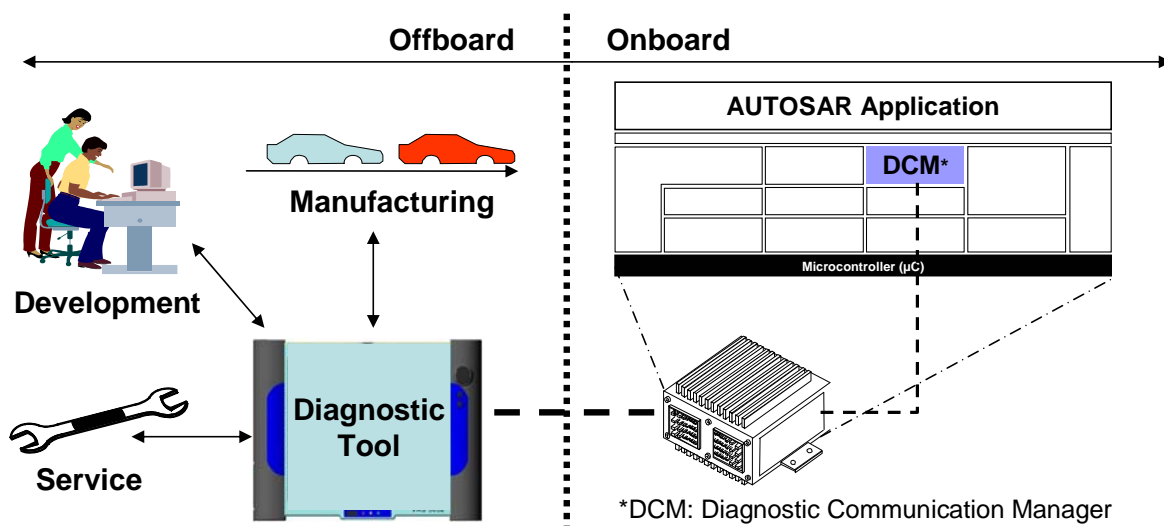 Offboard
Onboard
AUTOSAR Application
DCM*
Manufacturing
Microcontroller (µC)
Development
Diagnostic
Tool
Service
*DCM: Diagnostic Communication Manager